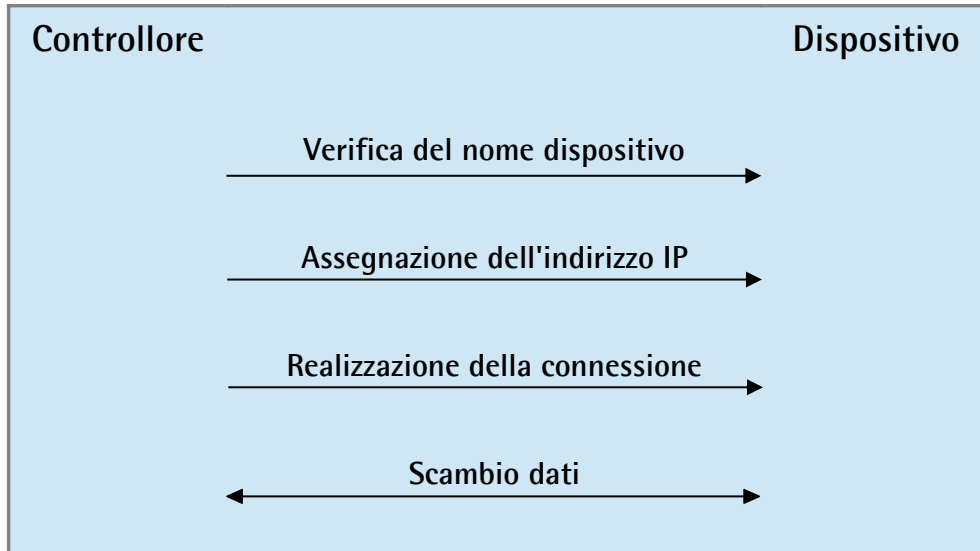 Controllore
Dispositivo
Verifica del nome dispositivo
Assegnazione dell'indirizzo IP
Realizzazione della connessione
Scambio dati